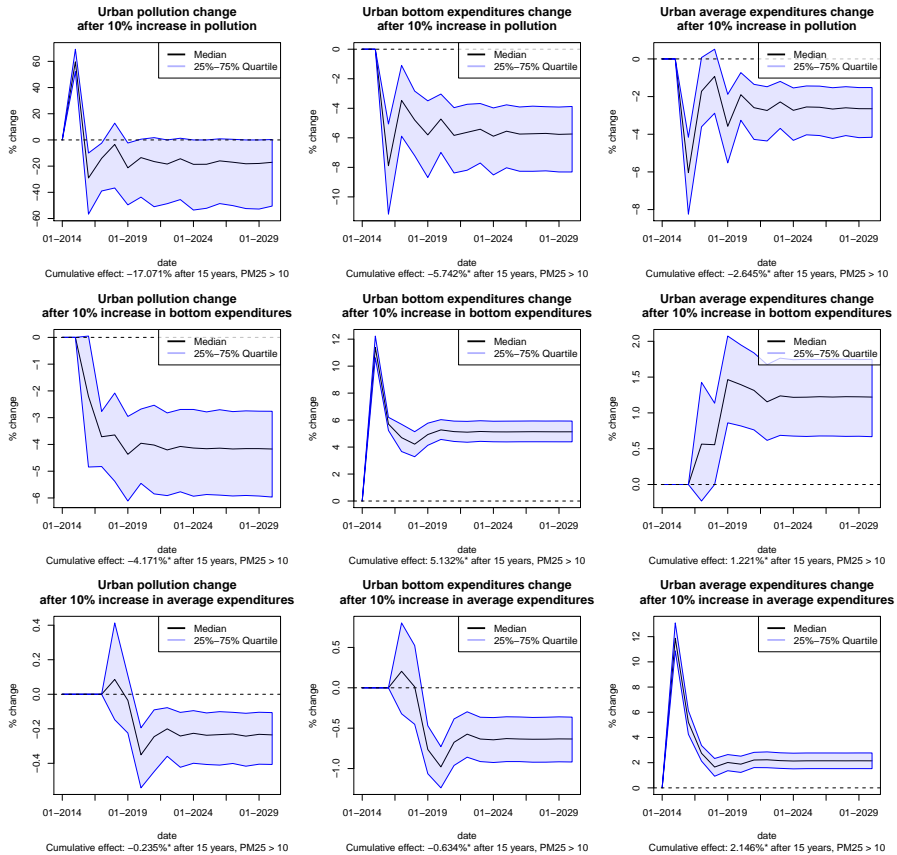 Urban pollution change
after 10% increase in pollution
Median
25%−75% Quartile
% change
60
40
20
0
−20
−40
−60
01−2014
01−2019
01−2024
01−2029
date
Cumulative effect: −17.071% after 15 years, PM25 > 10
Urban bottom expenditures change
after 10% increase in pollution
Median
25%−75% Quartile
% change
0
−2
−4
−6
−8
−10
01−2014
01−2019
01−2024
01−2029
date
Cumulative effect: −5.742%* after 15 years, PM25 > 10
Urban average expenditures change
after 10% increase in pollution
Median
25%−75% Quartile
% change
0
−2
−4
−6
−8
01−2014
01−2019
01−2024
01−2029
date
Cumulative effect: −2.645%* after 15 years, PM25 > 10
Urban pollution change
after 10% increase in bottom expenditures
Median
25%−75% Quartile
% change
0
−1
−2
−3
−4
−5
−6
01−2014
01−2019
01−2024
01−2029
date
Cumulative effect: −4.171%* after 15 years, PM25 > 10
Urban bottom expenditures change
after 10% increase in bottom expenditures
Median
25%−75% Quartile
% change
12
10
8
6
4
2
0
01−2014
01−2019
01−2024
01−2029
date
Cumulative effect: 5.132%* after 15 years, PM25 > 10
Urban average expenditures change
after 10% increase in bottom expenditures
Median
25%−75% Quartile
% change
2.0
1.5
1.0
0.5
0.0
01−2014
01−2019
01−2024
01−2029
date
Cumulative effect: 1.221%* after 15 years, PM25 > 10
Urban pollution change
after 10% increase in average expenditures
Median
25%−75% Quartile
% change
0.4
0.2
0.0
−0.2
−0.4
01−2014
01−2019
01−2024
01−2029
date
Cumulative effect: −0.235%* after 15 years, PM25 > 10
Urban bottom expenditures change
after 10% increase in average expenditures
Median
25%−75% Quartile
% change
0.5
0.0
−0.5
−1.0
01−2014
01−2019
01−2024
01−2029
date
Cumulative effect: −0.634%* after 15 years, PM25 > 10
Urban average expenditures change
after 10% increase in average expenditures
Median
25%−75% Quartile
% change
12
10
8
6
4
2
0
01−2014
01−2019
01−2024
01−2029
date
Cumulative effect: 2.146%* after 15 years, PM25 > 10